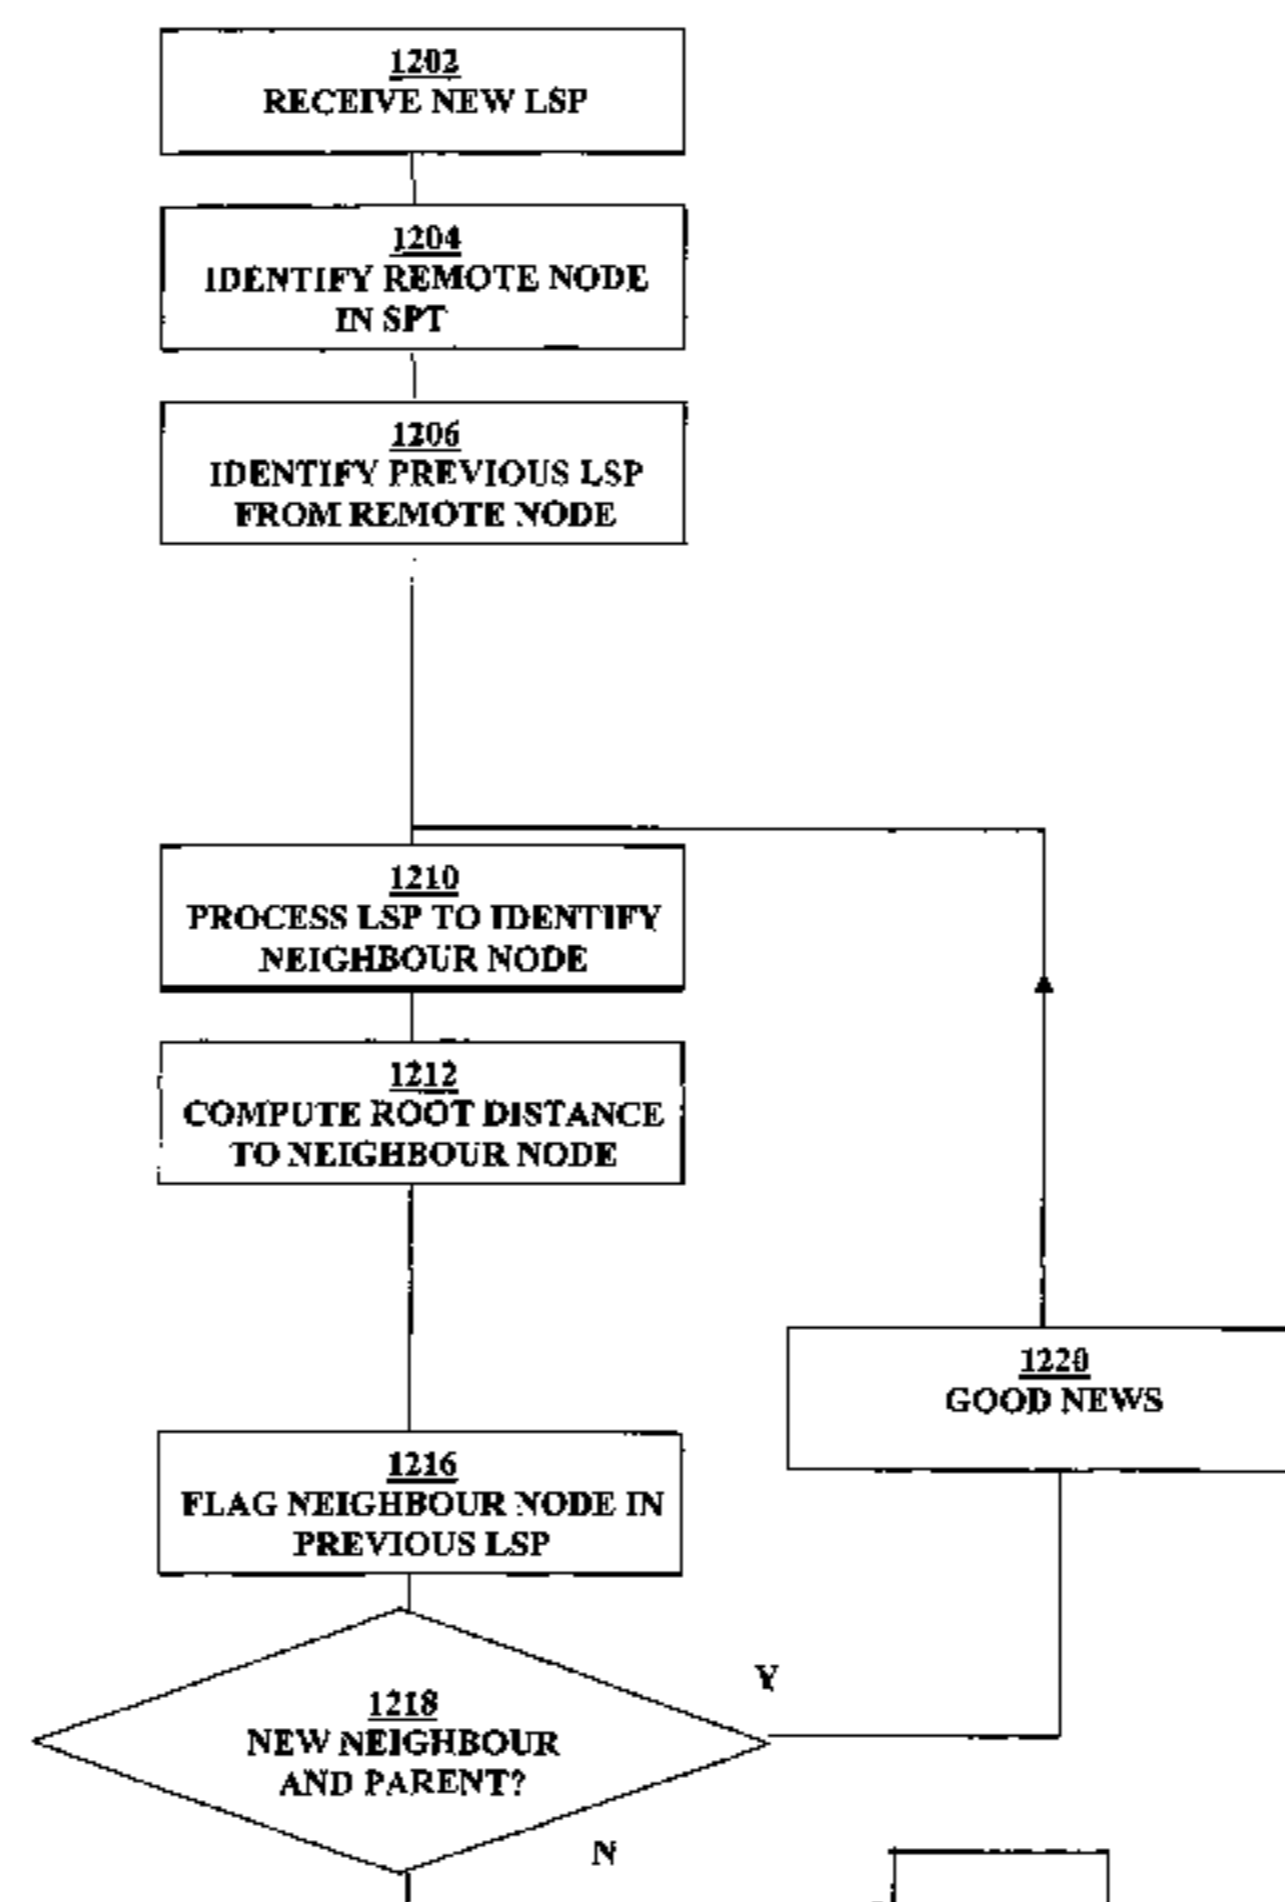 1202
RECEIVE NEW LSP
1204
IDENTIFY REMOTE NODE
IN SPT
1206
IDENTIFY PREVIOUS LSP
FROM REMOTE NODE
1210
PROCESS LSP TO IDENTIFY
NEIGHBOUR NODE
1212
COMPUTE ROOT DISTANCE
TO NEIGHBOUR NODE
1220
GOOD NEWS
1216
FLAG NEIGHBOUR NODE IN
PREVIOUS LSP
Y
1218
NEW NEIGHBOUR
AND PARENT?
N